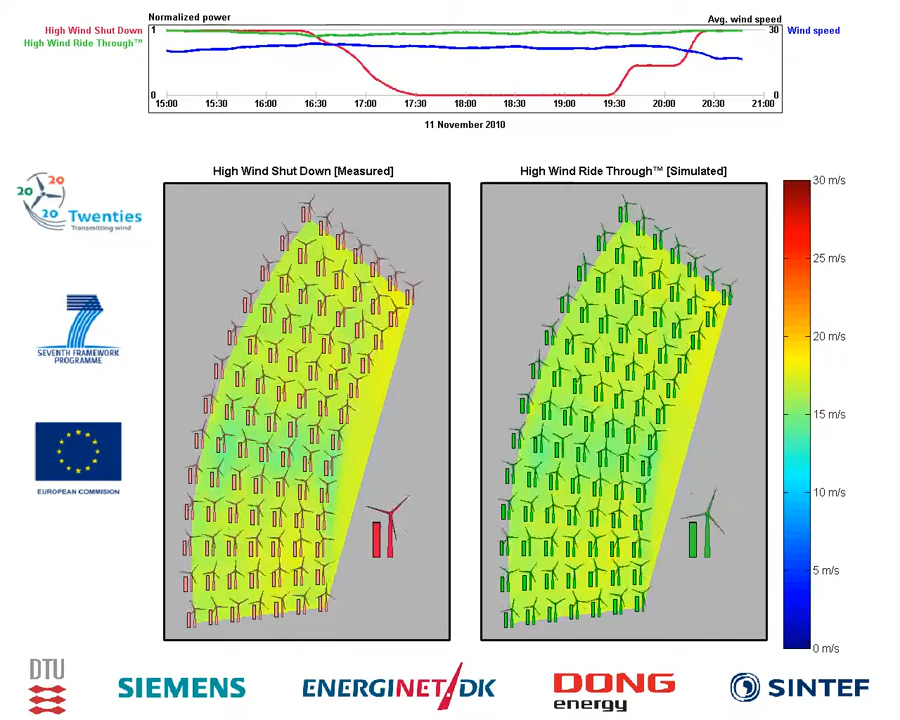 Normalized power
Avg. wind speed
High Wind Shut Down
High Wind Ride Through™
1
30
Wind speed
0
0
15:00 15:30 16:00 16:30 17:00 17:30 18:00 18:30 19:00 19:30 20:00 20:30 21:00
11 November 2010
High Wind Shut Down [Measured]
High Wind Ride Through™ [Simulated]
30 m/s
25 m/s
20 m/s
15 m/s
10 m/s
5 m/s
0 m/s
20 20
20 Twenties
Transmitting wind
7
SEVENTH FRAMEWORK
PROGRAMME
EUROPEAN COMMISION
DTU
SIEMENS
ENERGINET/DK
DONG
energy
SINTEF